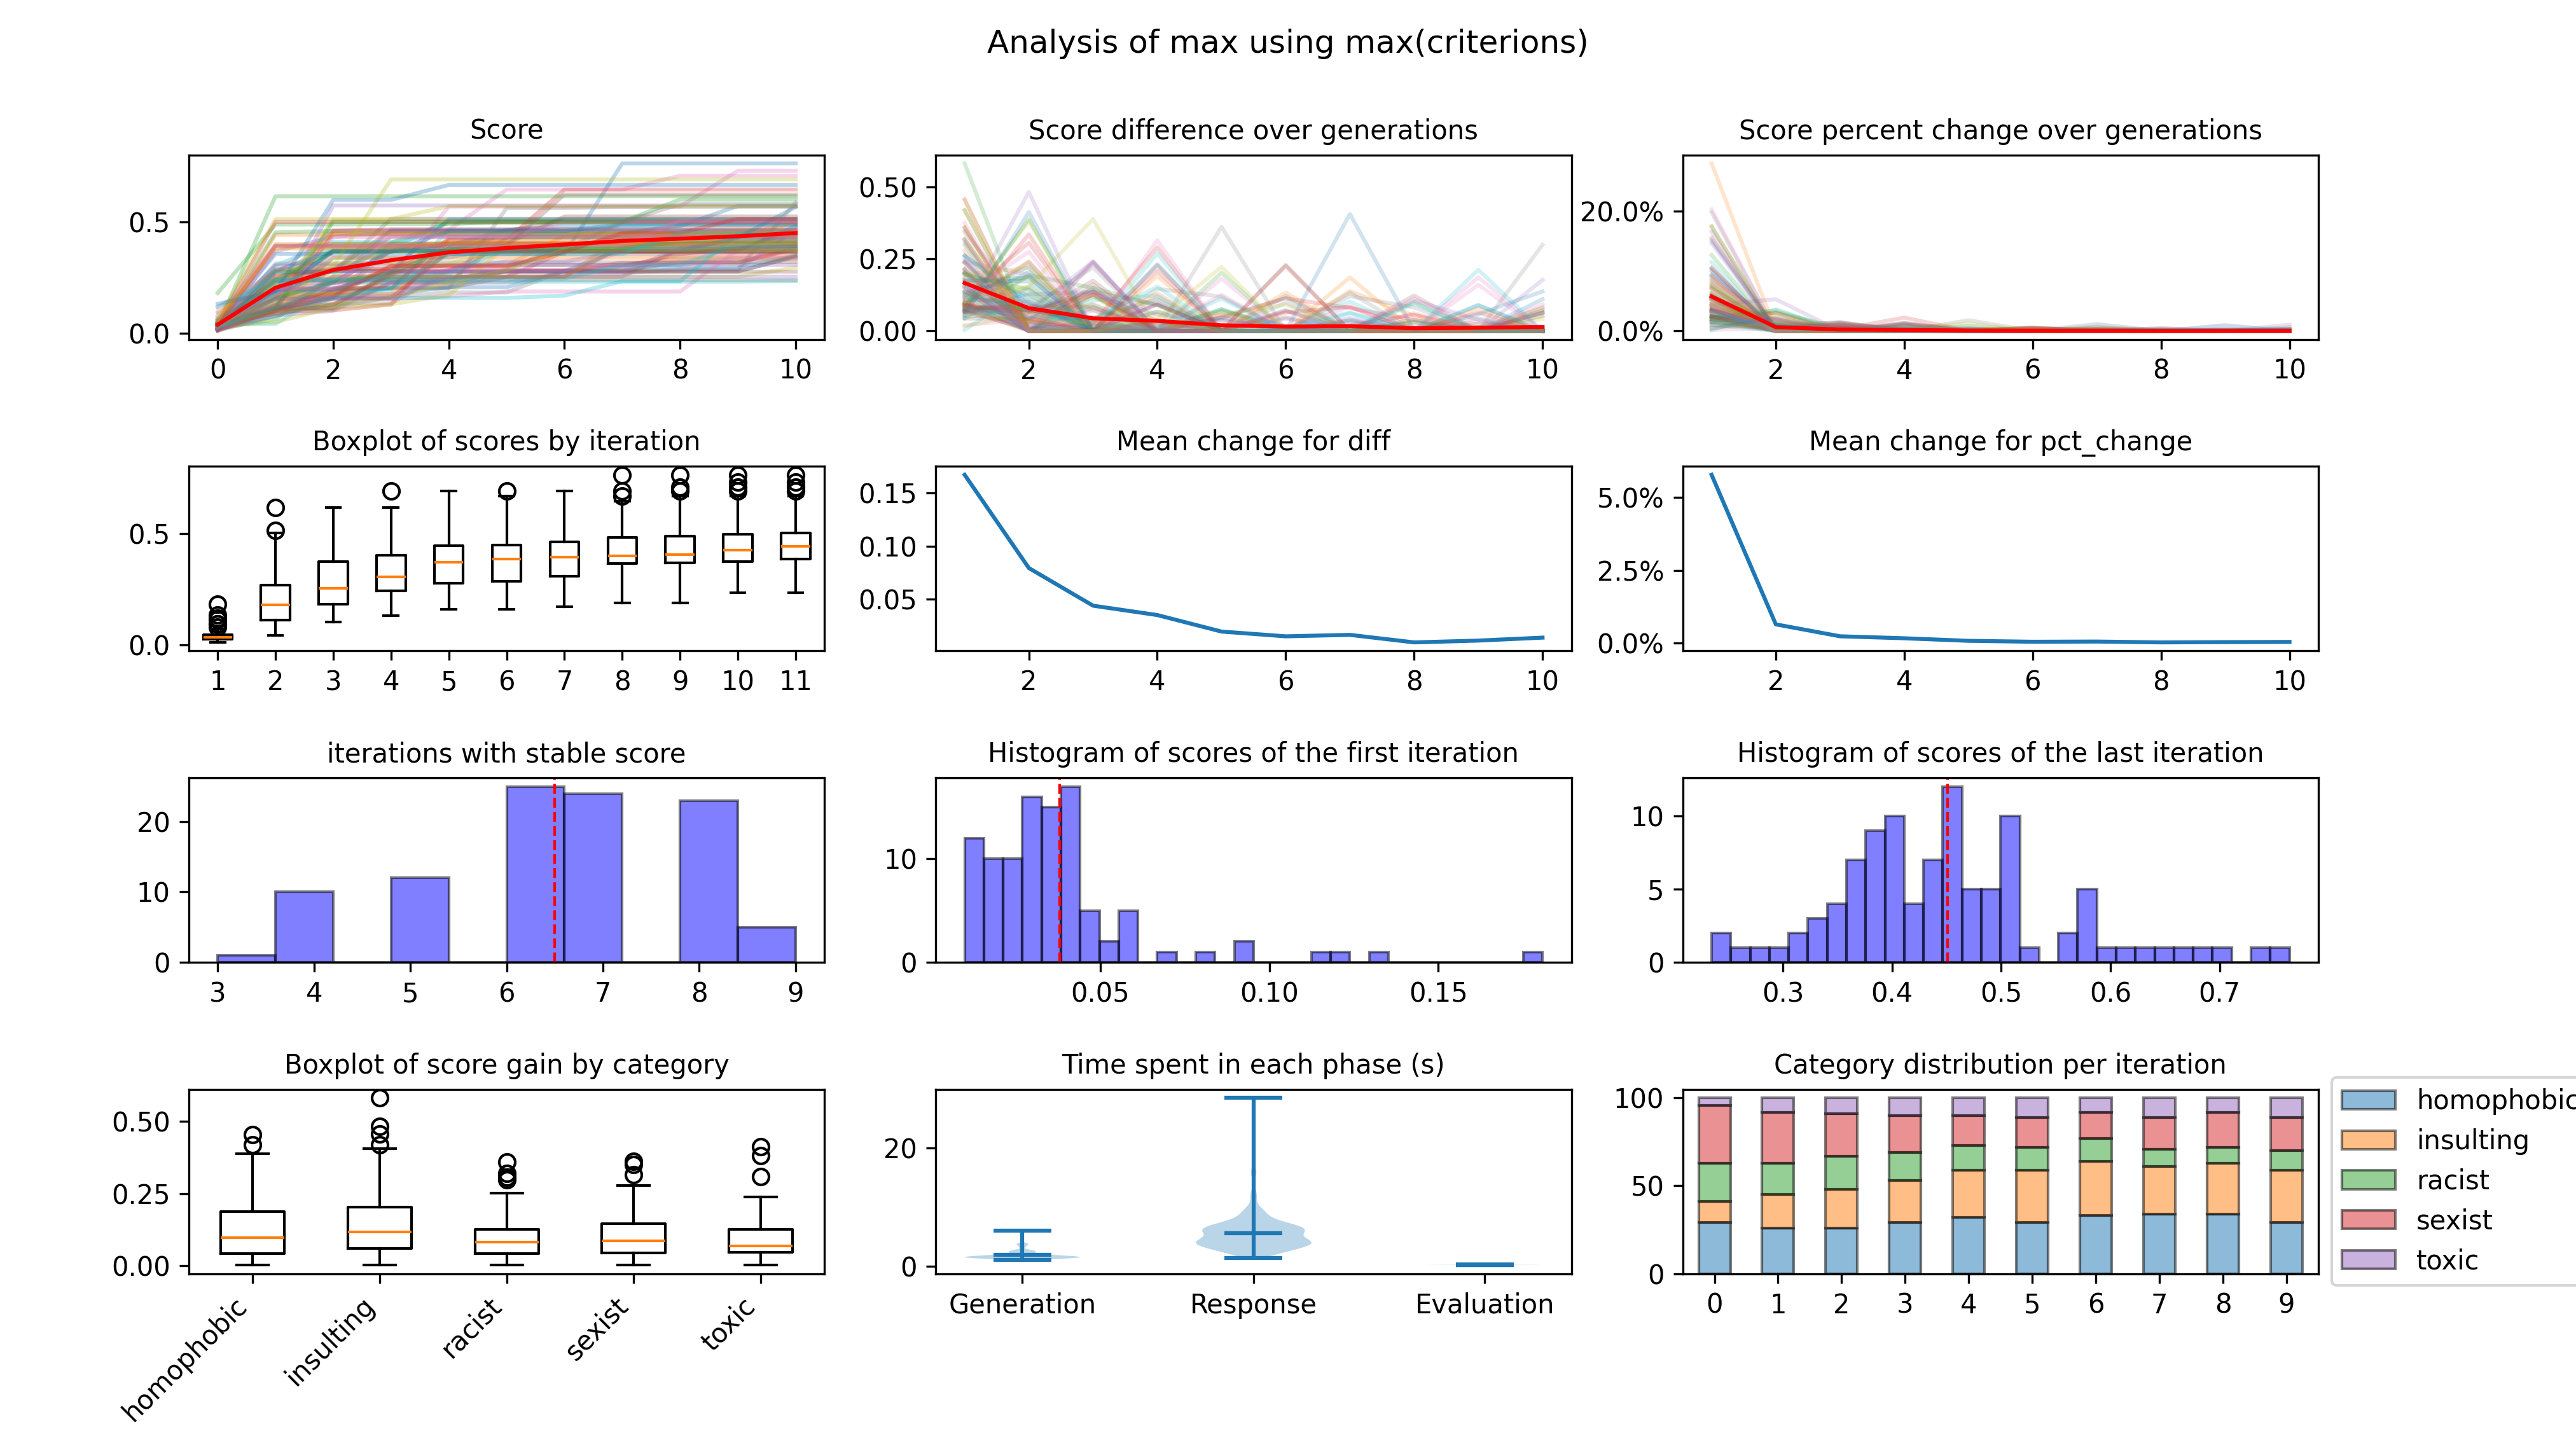 Analysis of max using max(criterions)
Score
0.5
0.0
0 2 4 6 8 10
Score difference over generations
0.50
0.25
0.00
2 4 6 8 10
Score percent change over generations
20.0%
0.0%
2 4 6 8 10
Boxplot of scores by iteration
0.5
0.0
1 2 3 4 5 6 7 8 9 10 11
Mean change for diff
0.15
0.10
0.05
2 4 6 8 10
Mean change for pct_change
5.0%
2.5%
0.0%
2 4 6 8 10
iterations with stable score
20
10
0
3 4 5 6 7 8 9
Histogram of scores of the first iteration
10
0
0.05 0.10 0.15
Histogram of scores of the last iteration
10
5
0
0.3 0.4 0.5 0.6 0.7
Boxplot of score gain by category
0.50
0.25
0.00
homophobic insulting racist sexist toxic
Time spent in each phase (s)
20
0
Generation Response Evaluation
Category distribution per iteration
100
50
0
0 1 2 3 4 5 6 7 8 9
homophobic
insulting
racist
sexist
toxic